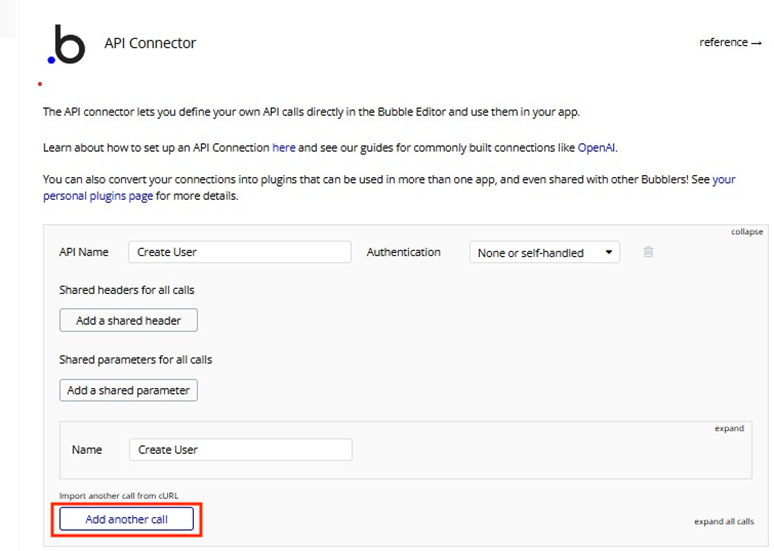 .b API Connector reference →
The API connector lets you define your own API calls directly in the Bubble Editor and use them in your app.
Learn about how to set up an API Connection here and see our guides for commonly built connections like OpenAI.
You can also convert your connections into plugins that can be used in more than one app, and even shared with other Bubblers! See your
personal plugins page for more details.
collapse
API Name Create User Authentication None or self-handled
Shared headers for all calls
Add a shared header
Shared parameters for all calls
Add a shared parameter
expand
Name Create User
Import another call from cURL
Add another call expand all calls